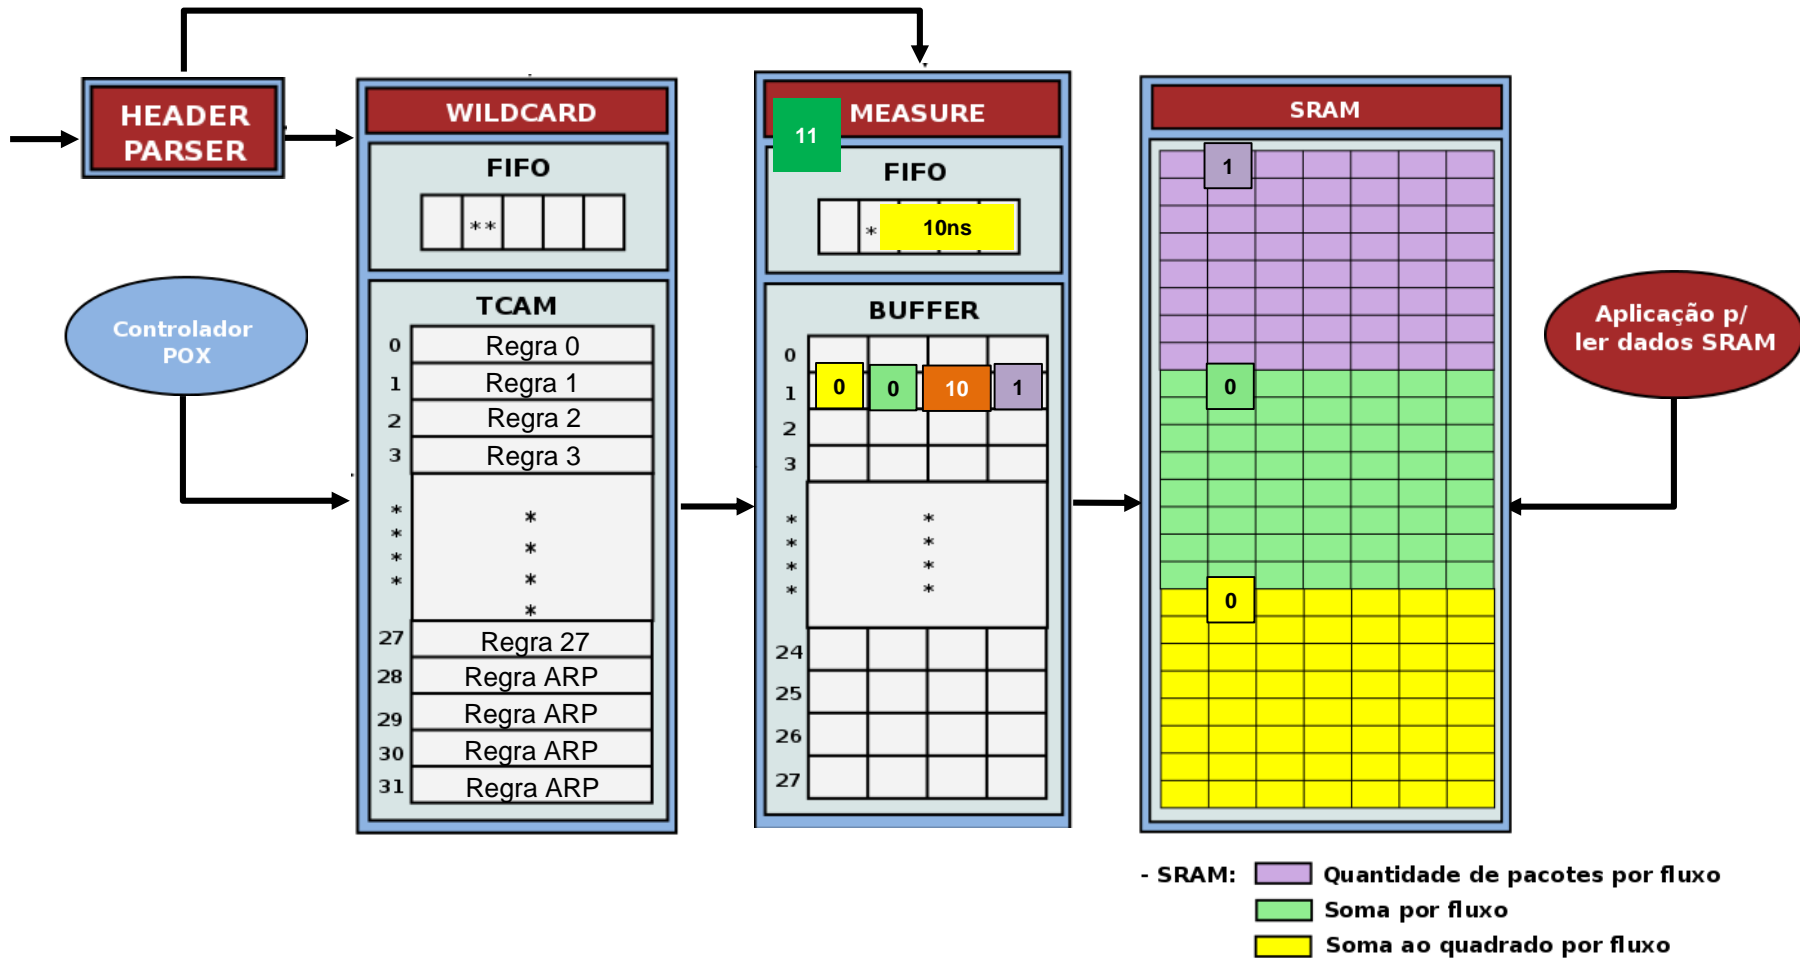 HEADER
PARSER
Controlador
POX
WILDCARD
FIFO
**
TCAM
0 Regra 0
1 Regra 1
2 Regra 2
3 Regra 3
* *
* *
* *
* *
27 Regra 27
28 Regra ARP
29 Regra ARP
30 Regra ARP
31 Regra ARP
MEASURE
11
FIFO
* 10ns
BUFFER
0
1 0 0 10 1
2
3
* *
* *
* *
* *
24
25
26
27
SRAM
1
0
0
Aplicação p/
ler dados SRAM
- SRAM: Quantidade de pacotes por fluxo
Soma por fluxo
Soma ao quadrado por fluxo